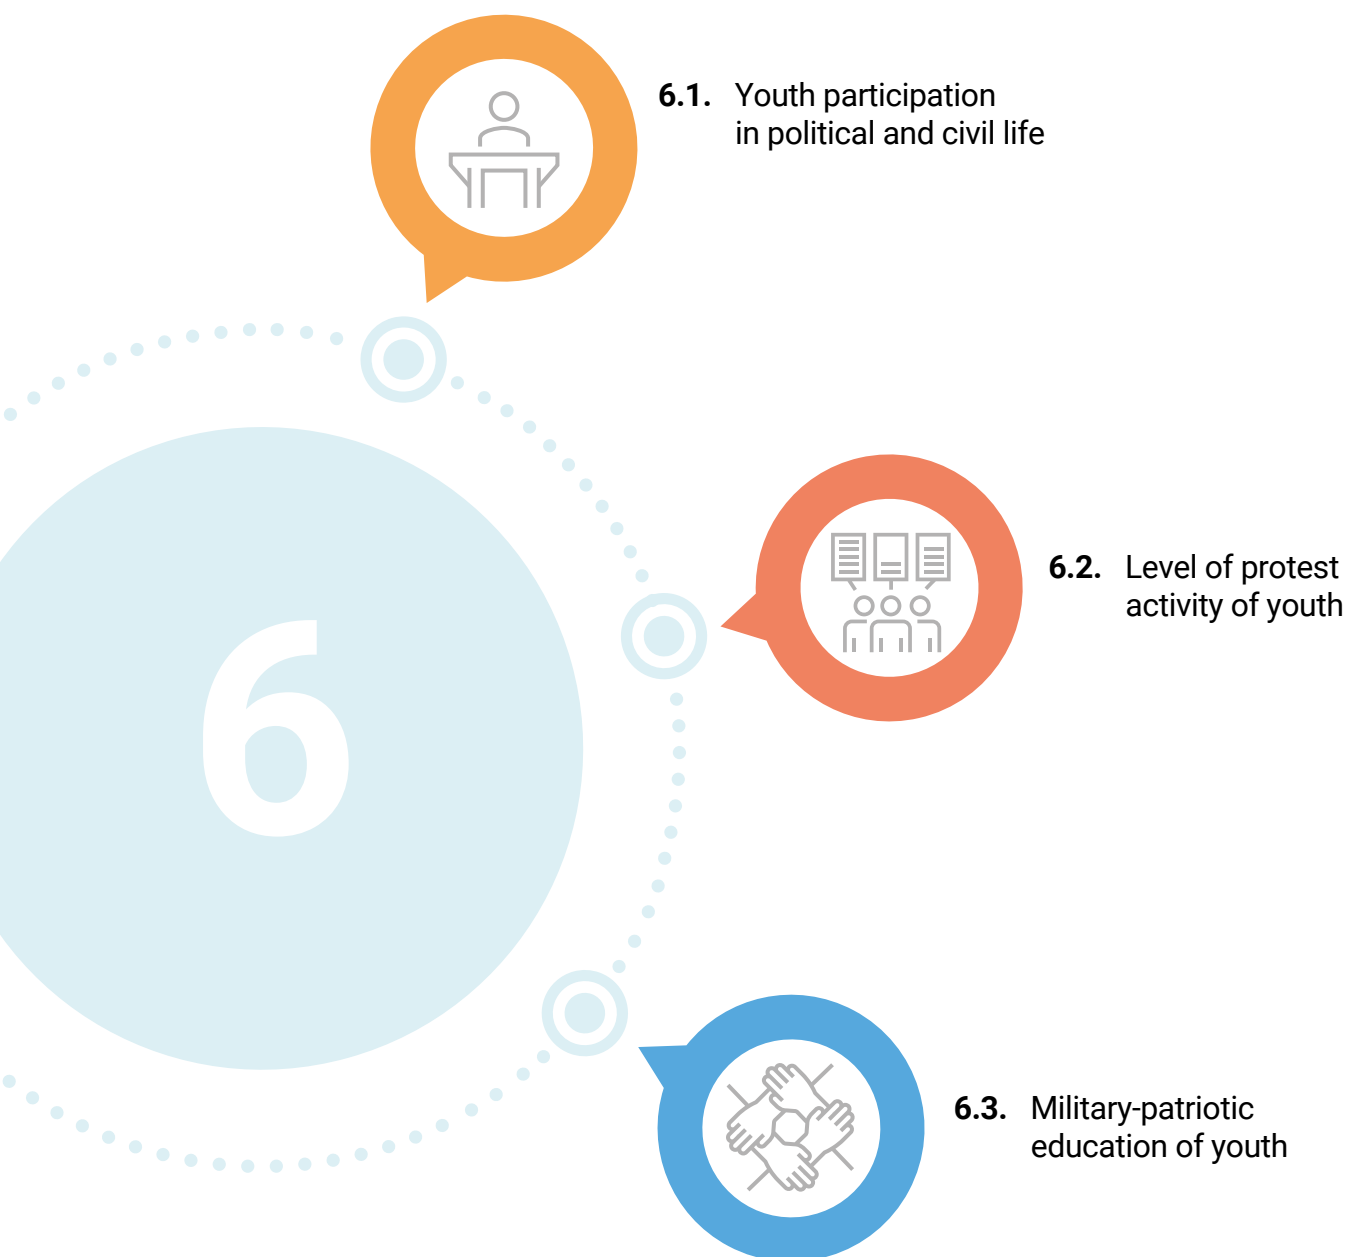 6.1. Youth participation
in political and civil life
6
6.2. Level of protest
activity of youth
6.3. Military-patriotic
education of youth